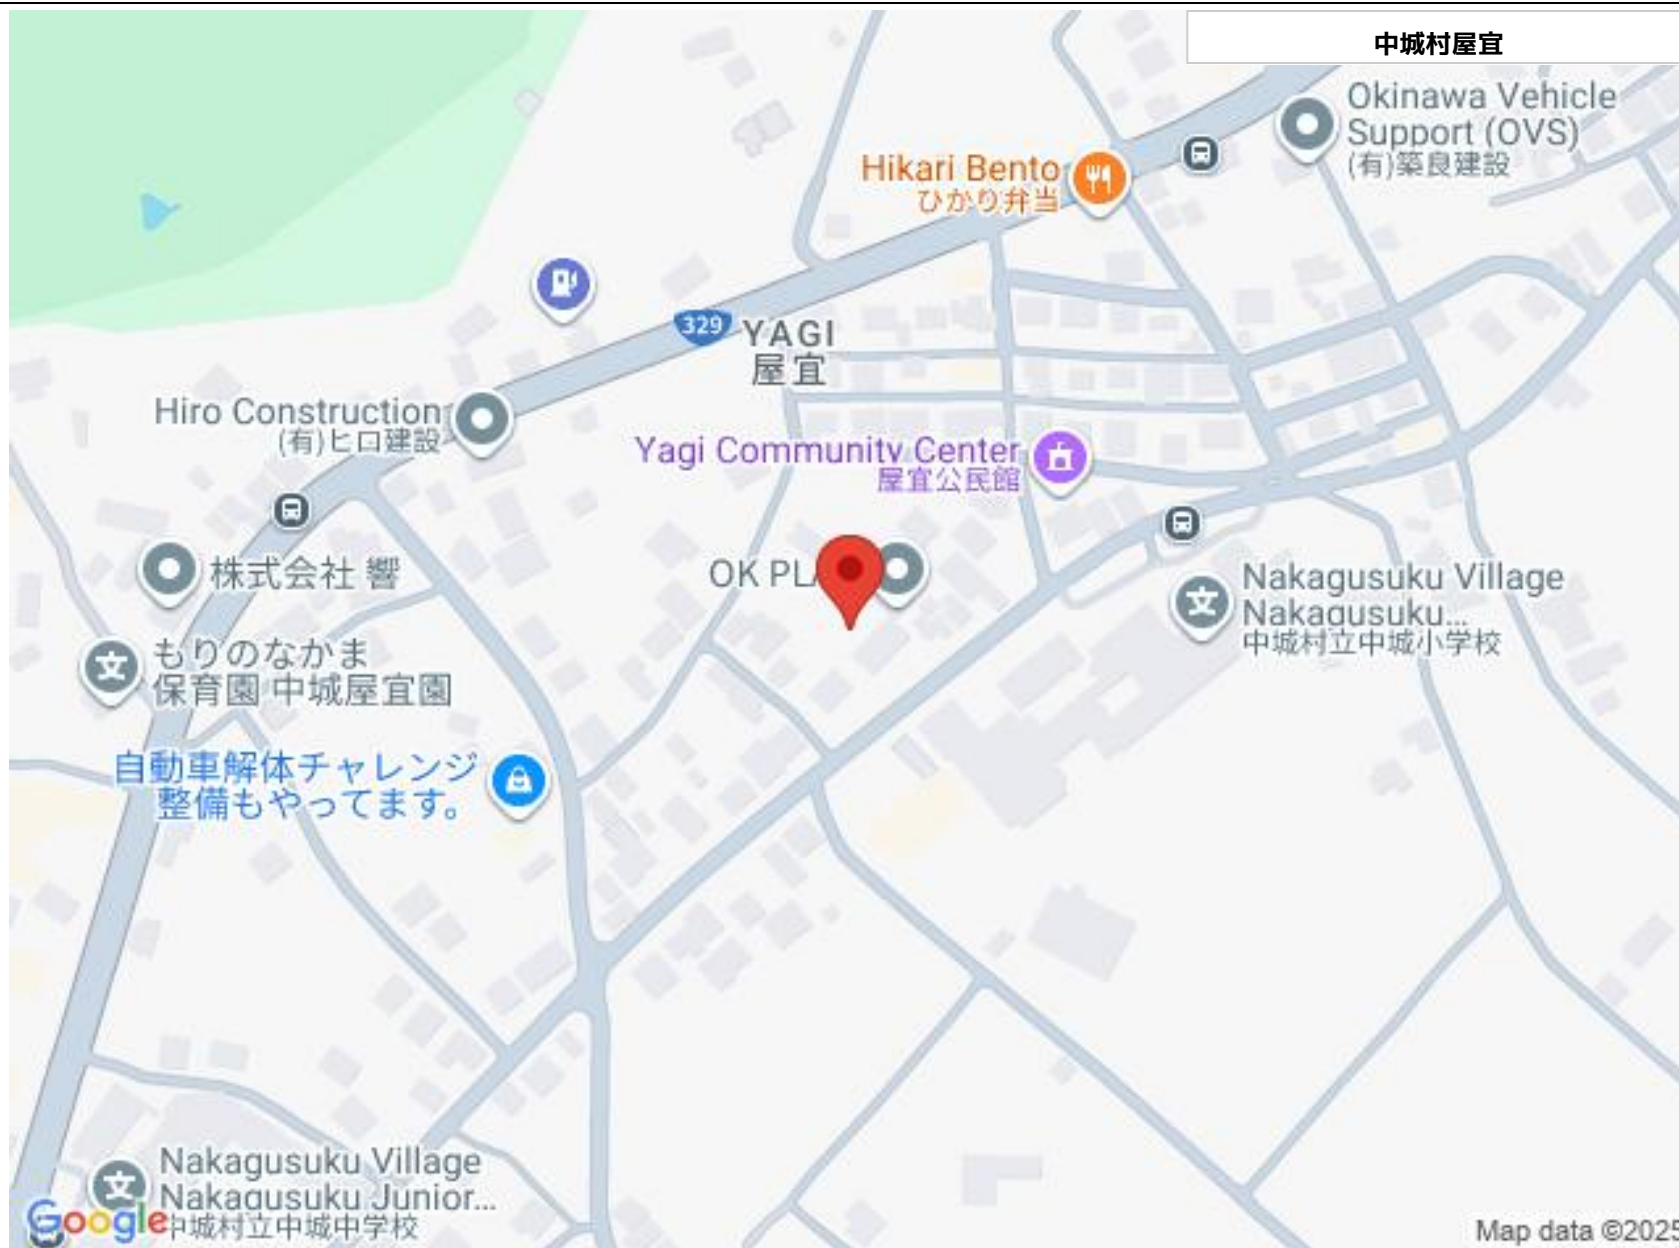 中城村屋宜
Okinawa Vehicle
Support (OVS)
(有)築良建設
Hikari Bento
ひかり弁当
329
YAGI
屋宜
Hiro Construction
(有)ヒロ建設
Yagi Community Center
屋宜公民館
OK PLA
株式会社 響
Nakagusuku Village
Nakagusuku...
中城村立中城小学校
もりのなかま
保育園 中城屋宜園
自動車解体チャレンジ
整備もやってます。
Nakagusuku Village
Nakagusuku Junior...
中城村立中城中学校
Google
Map data ©2025